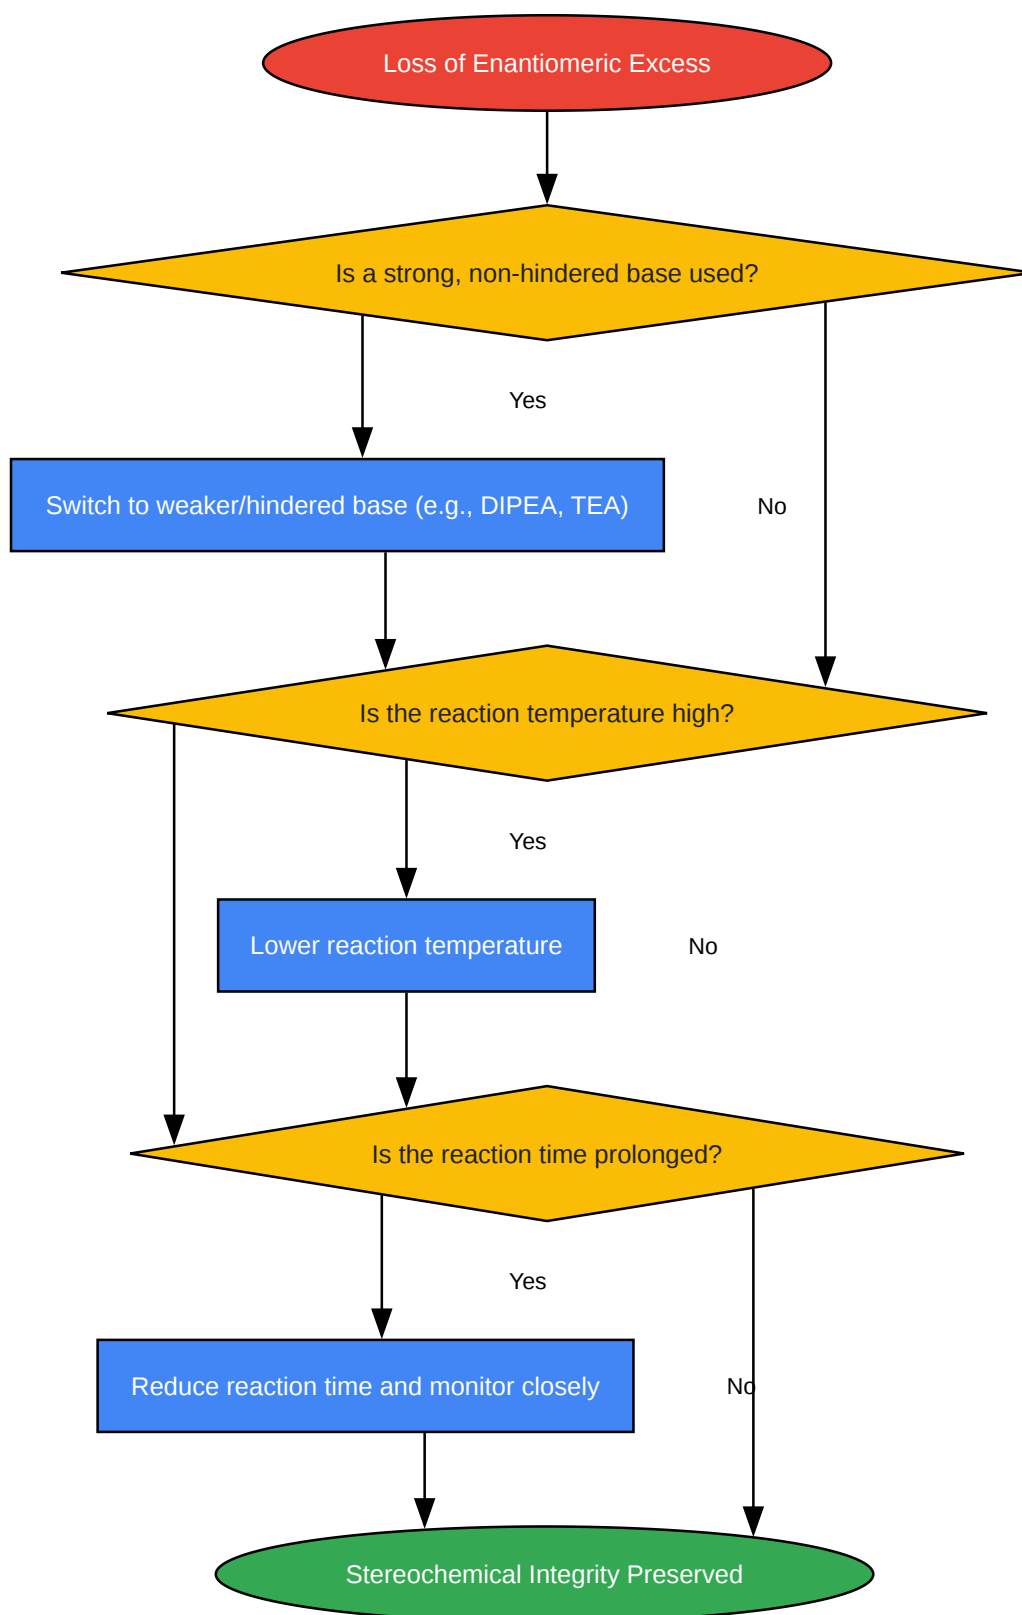 Loss of Enantiomeric Excess
Is a strong, non-hindered base used?
Yes
Switch to weaker/hindered base (e.g., DIPEA, TEA)
No
Is the reaction temperature high?
Yes
Lower reaction temperature
No
Is the reaction time prolonged?
Yes
Reduce reaction time and monitor closely
No
Stereochemical Integrity Preserved